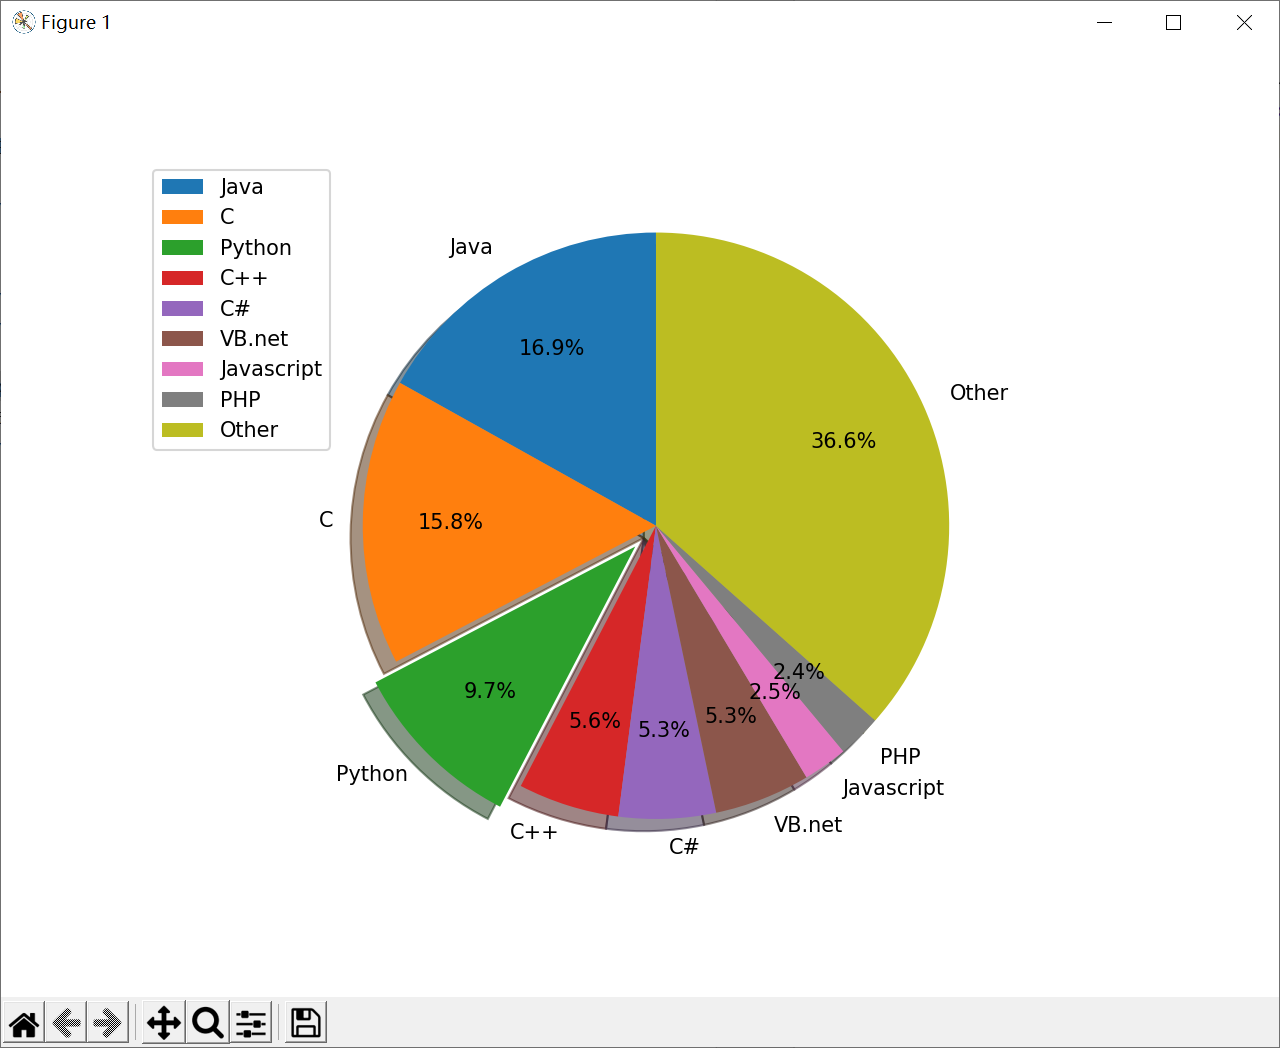 Figure 1
Java
C
Python
C++
C#
VB.net
Javascript
PHP
Other
Java
16.9%
Other
36.6%
C
15.8%
2.4%
9.7%
2.5%
5.6%
5.3%
5.3%
PHP
Python
Javascript
C++
VB.net
C#